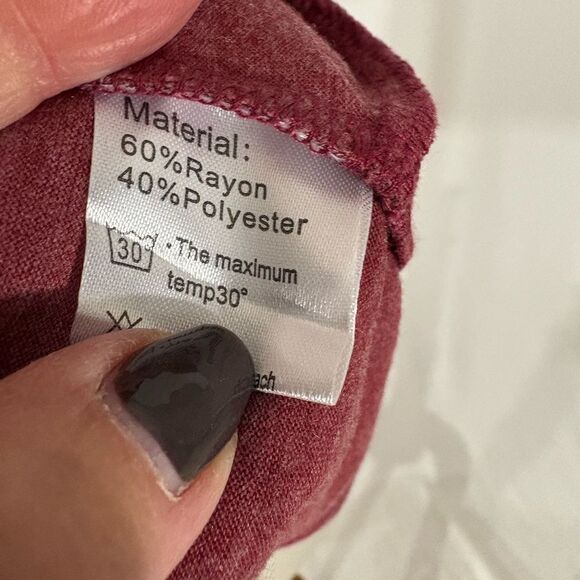 Material:
60%Rayon
40%Polyester
30 ·The maximum
temp30°